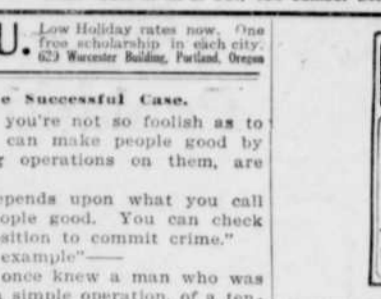 U. Low Holiday rates now. One
free scholarship in each city.
629 Worcester Building, Portland, Oregon
e Successful Case.
you're not so foolish as to
can make people good by
g operations on them, are
epends upon what you call
ople good. You can check
sition to commit crime."
example"——
once knew a man who was
a simple operation, of a ten-